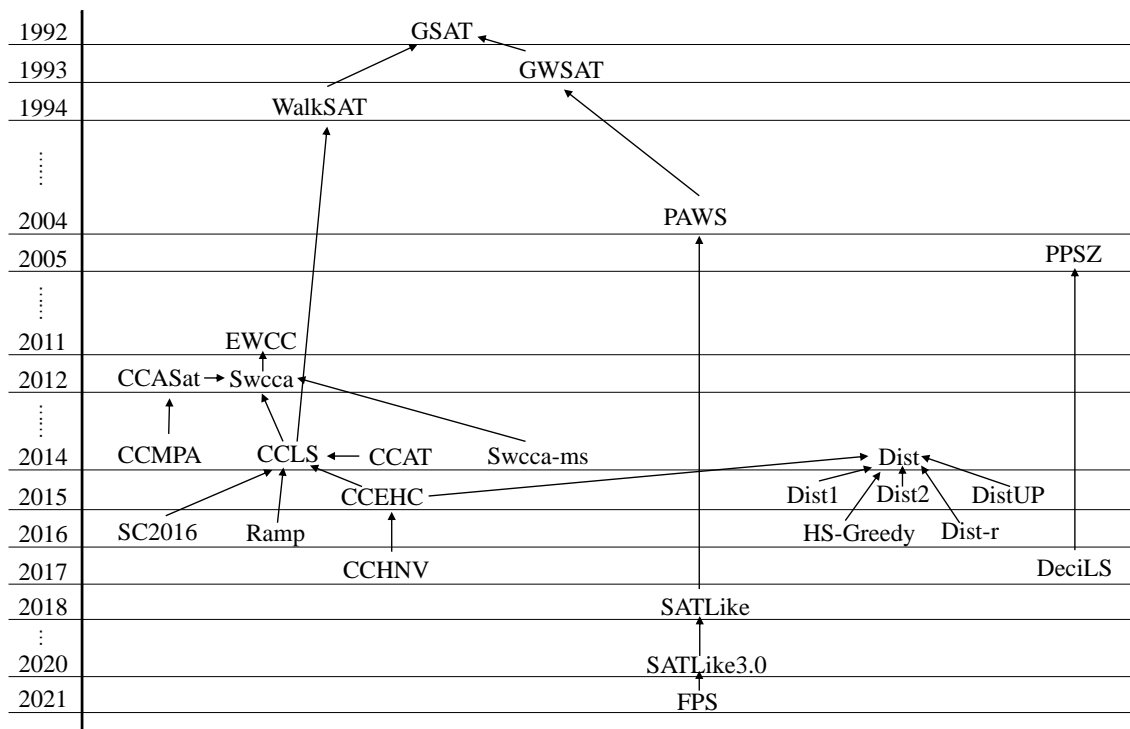 1992 GSAT
1993 GWSAT
1994 WalkSAT
......
2004 PAWS
2005 PPSZ
......
2011 EWCC
2012 CCASat Swcca
......
2014 CCMPA CCLS CCAT Swcca-ms Dist
2015 CCEHC Dist1 Dist2 DistUP
2016 SC2016 Ramp HS-Greedy Dist-r
2017 CCHNV DeciLS
2018 SATLike
...
2020 SATLike3.0
2021 FPS